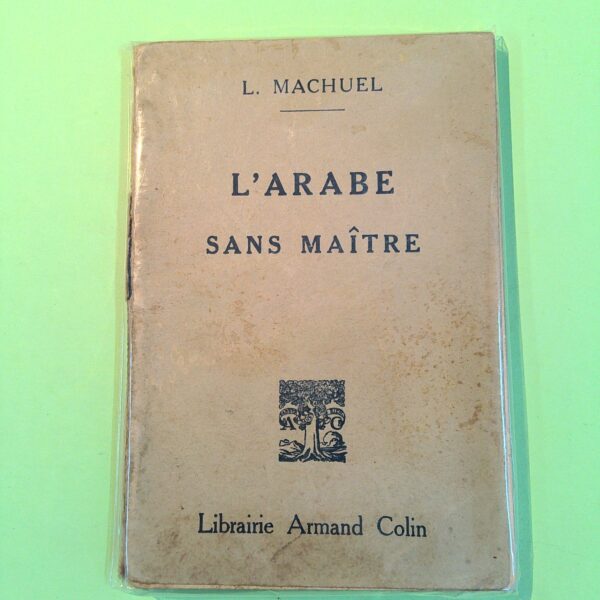 L. MACHUEL
L'ARABE
SANS MAÎTRE
A C
Librairie Armand Colin